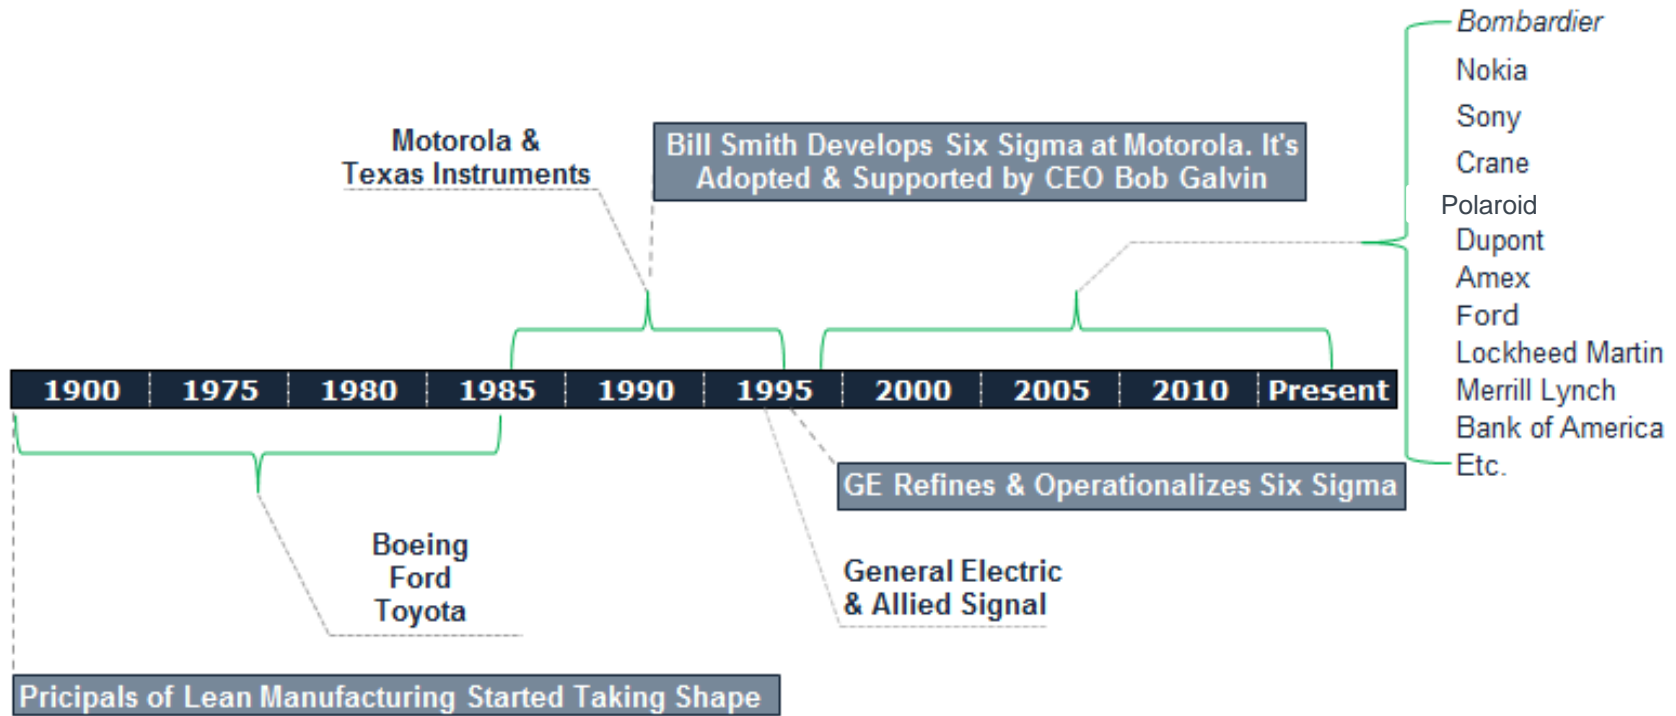 Bombardier
Nokia
Sony
Crane
Polaroid
Dupont
Amex
Ford
Lockheed Martin
Merrill Lynch
Bank of America
Etc.
Motorola &
Texas Instruments
Bill Smith Develops Six Sigma at Motorola. It's
Adopted & Supported by CEO Bob Galvin
1900 1975 1980 1985 1990 1995 2000 2005 2010 Present
GE Refines & Operationalizes Six Sigma
Boeing
Ford
Toyota
General Electric
& Allied Signal
Pricipals of Lean Manufacturing Started Taking Shape